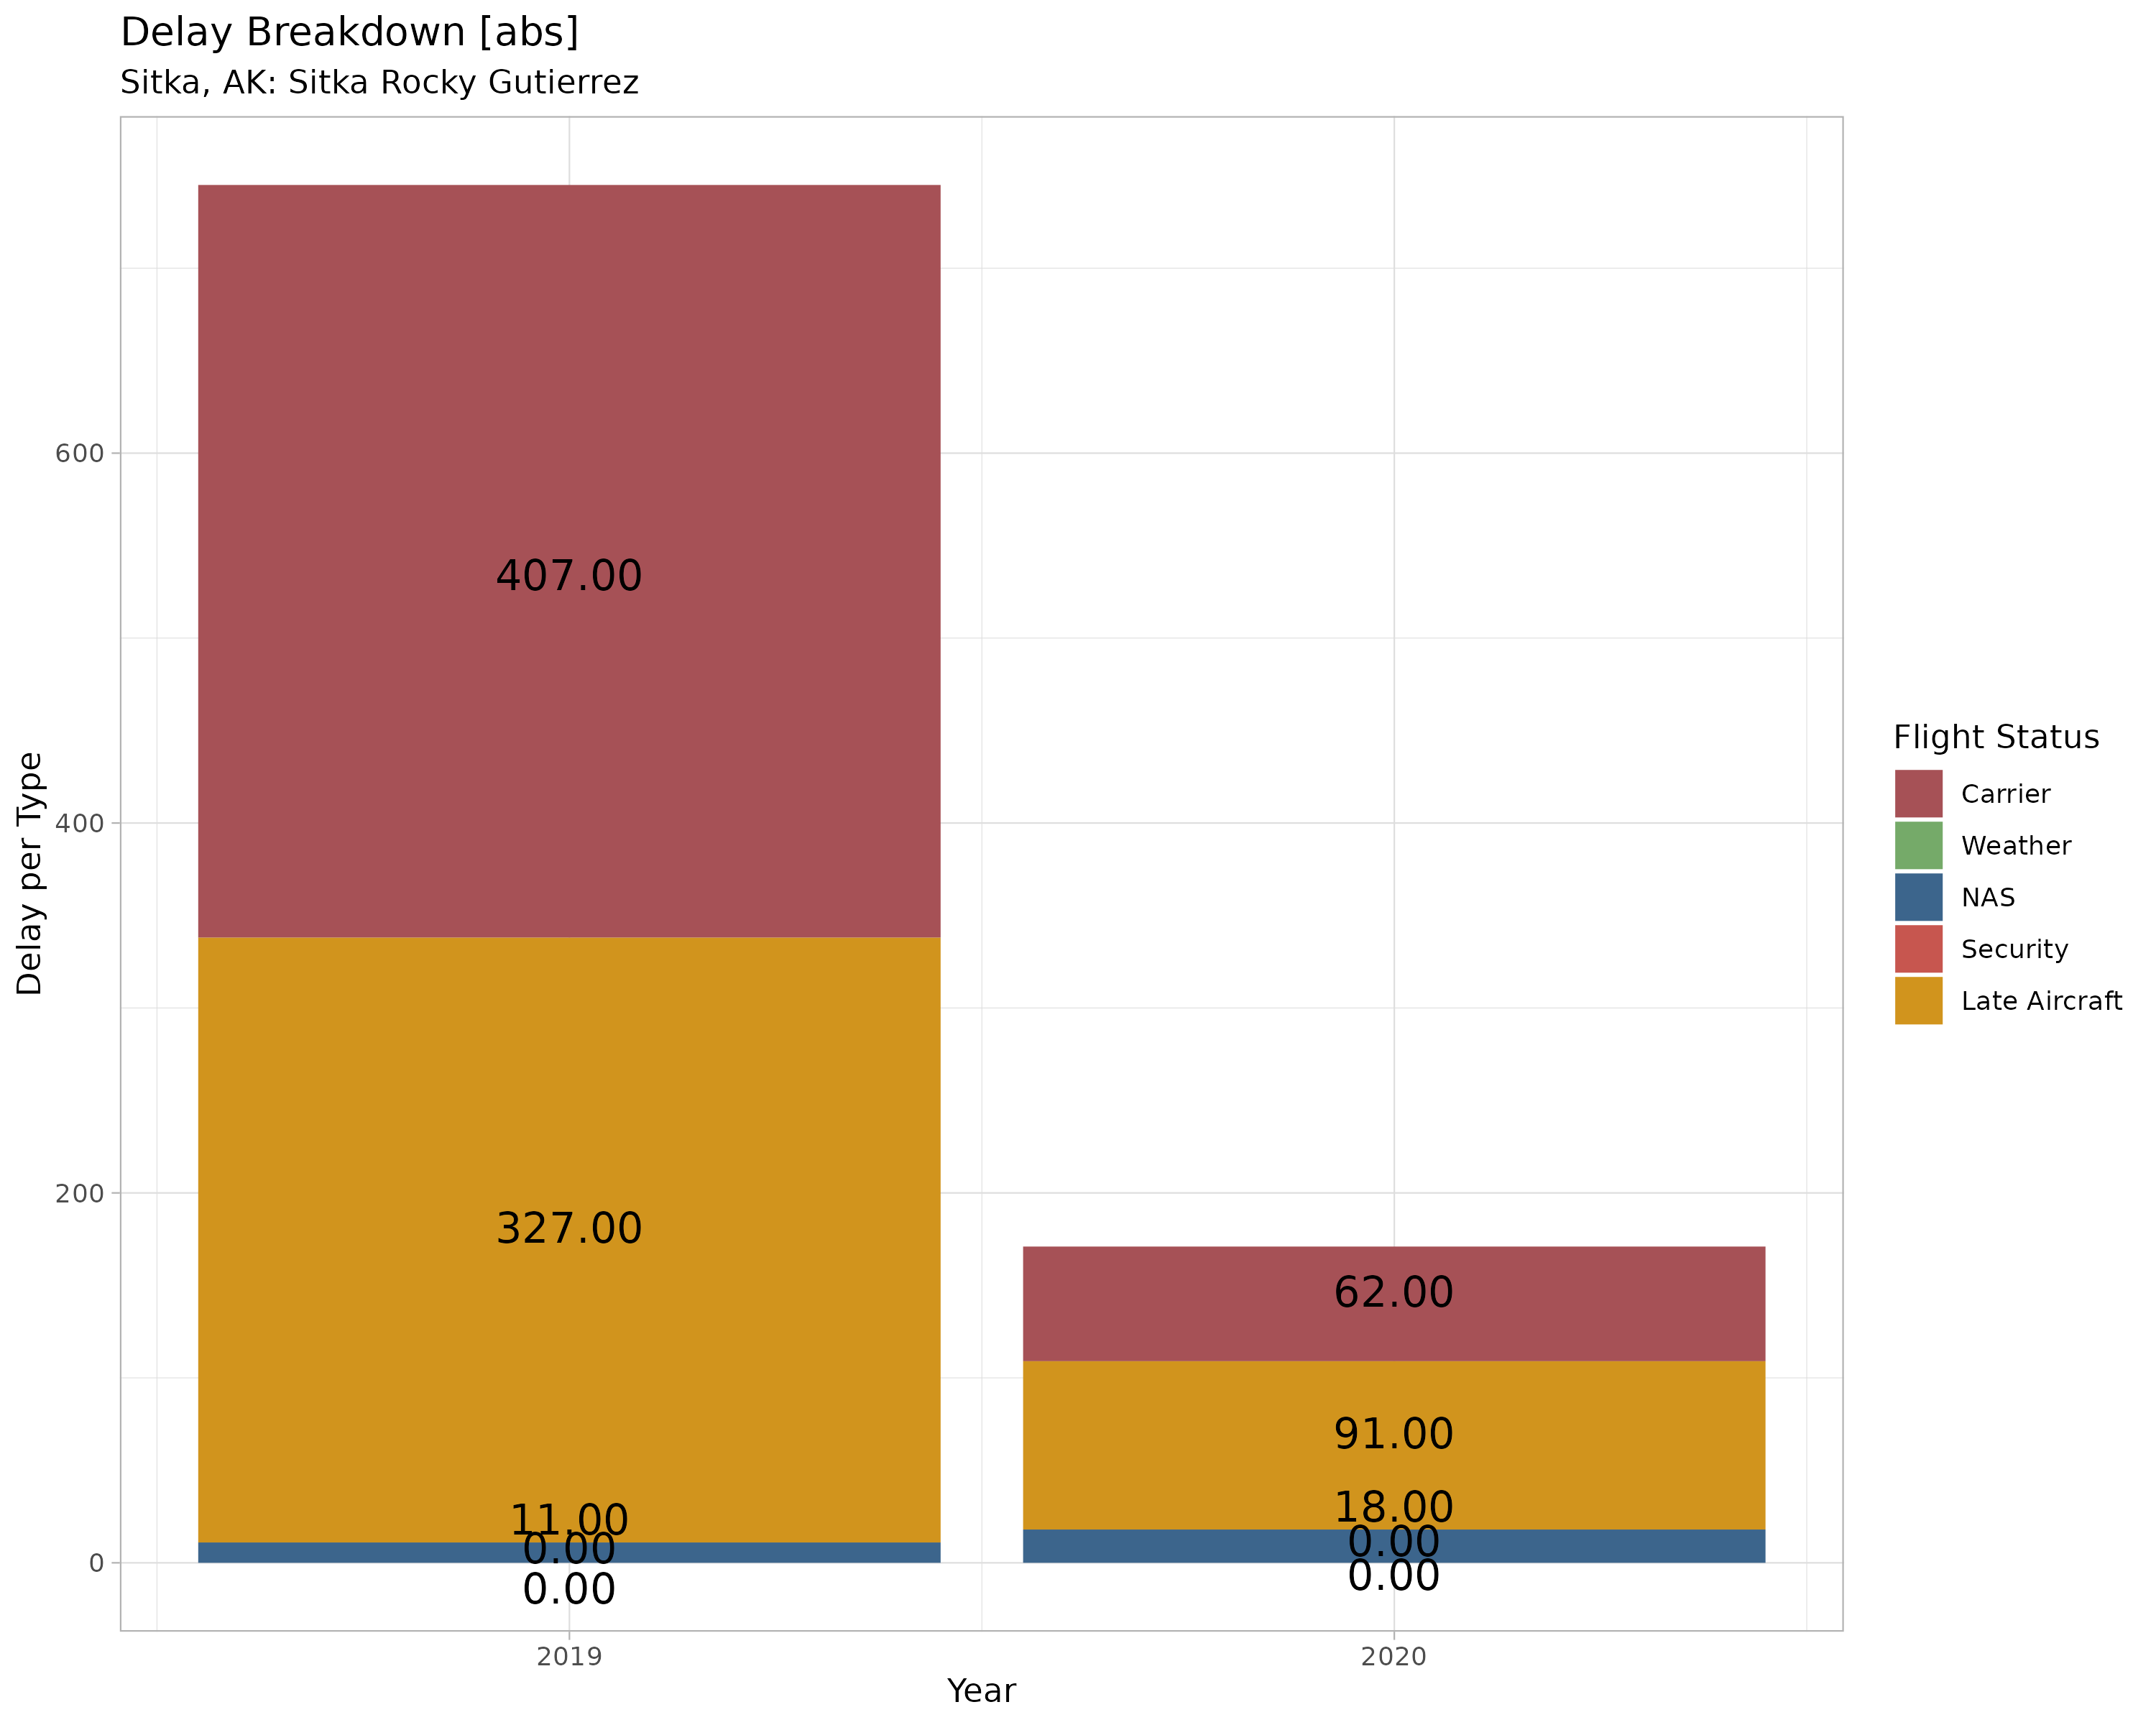 Delay Breakdown [abs]
Sitka, AK: Sitka Rocky Gutierrez
Delay per Type
600
400
200
0
407.00
327.00
11.00
0.00
0.00
62.00
91.00
18.00
0.00
0.00
2019
2020
Year
Flight Status
Carrier
Weather
NAS
Security
Late Aircraft